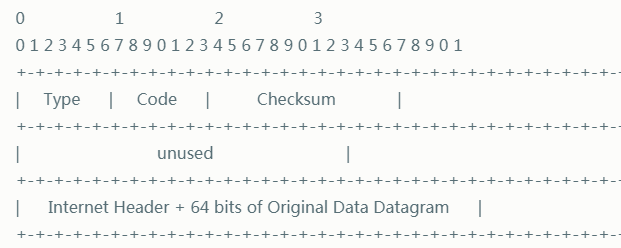 0 1 2 3
0 1 2 3 4 5 6 7 8 9 0 1 2 3 4 5 6 7 8 9 0 1 2 3 4 5 6 7 8 9 0 1
+-+-+-+-+-+-+-+-+-+-+-+-+-+-+-+-+-+-+-+-+-+-+-+-+-+-+-+-+-+-+-
| Type | Code | Checksum |
+-+-+-+-+-+-+-+-+-+-+-+-+-+-+-+-+-+-+-+-+-+-+-+-+-+-+-+-+-+-+-
| unused |
+-+-+-+-+-+-+-+-+-+-+-+-+-+-+-+-+-+-+-+-+-+-+-+-+-+-+-+-+-+-+-
| Internet Header + 64 bits of Original Data Datagram |
+-+-+-+-+-+-+-+-+-+-+-+-+-+-+-+-+-+-+-+-+-+-+-+-+-+-+-+-+-+-+-